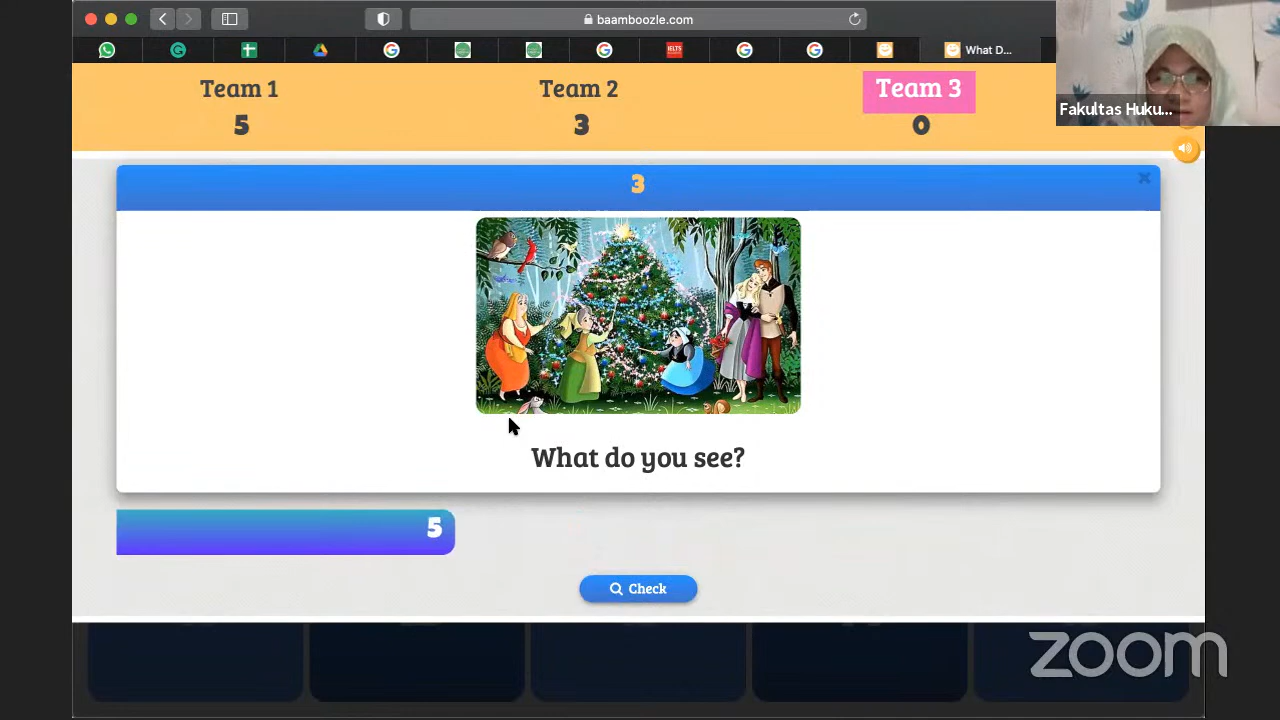 baamboozle.com
IELTS
What D...
Team 1
5
Team 2
3
Team 3
0
Fakultas Huku...
3
What do you see?
5
Check
zoom